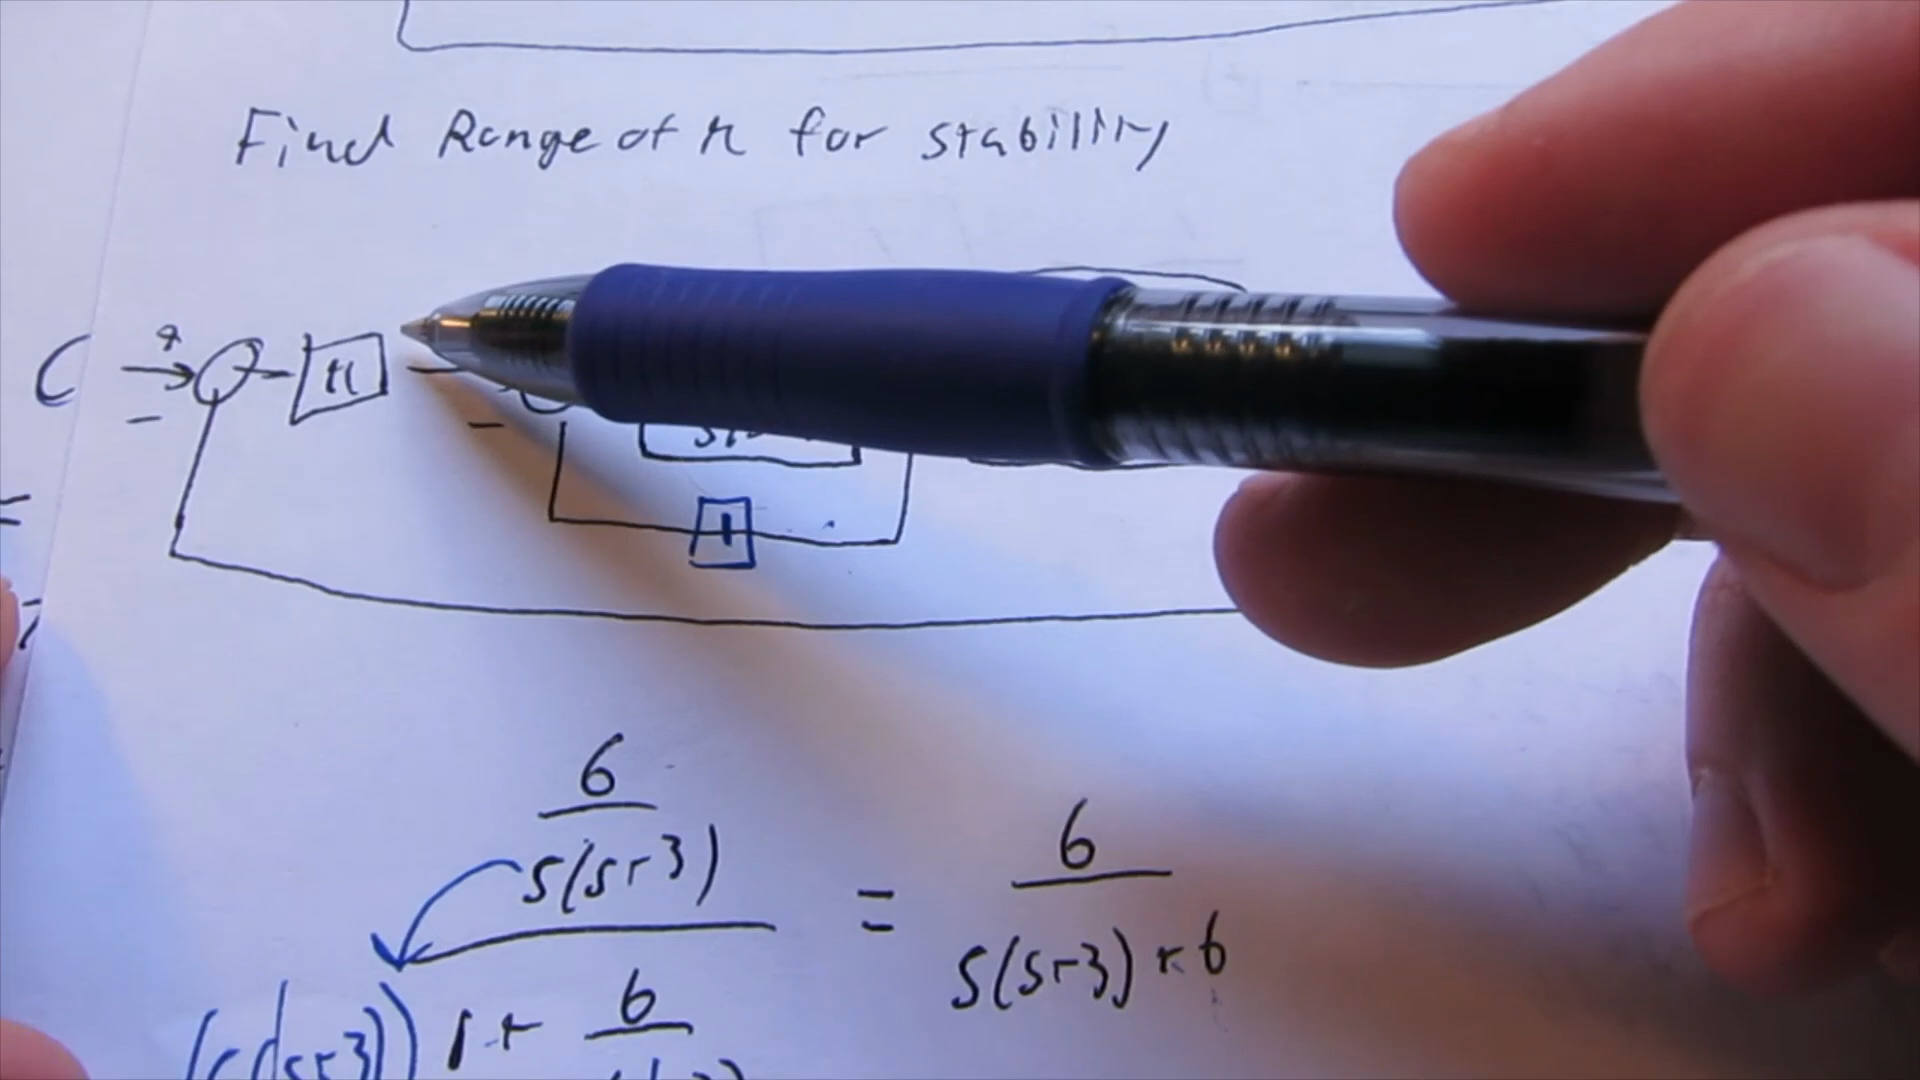 Find Range of K for stability
+
C
K
-
-
1
6
s(s+3)
=
6
s(s+3)+6
1+
6